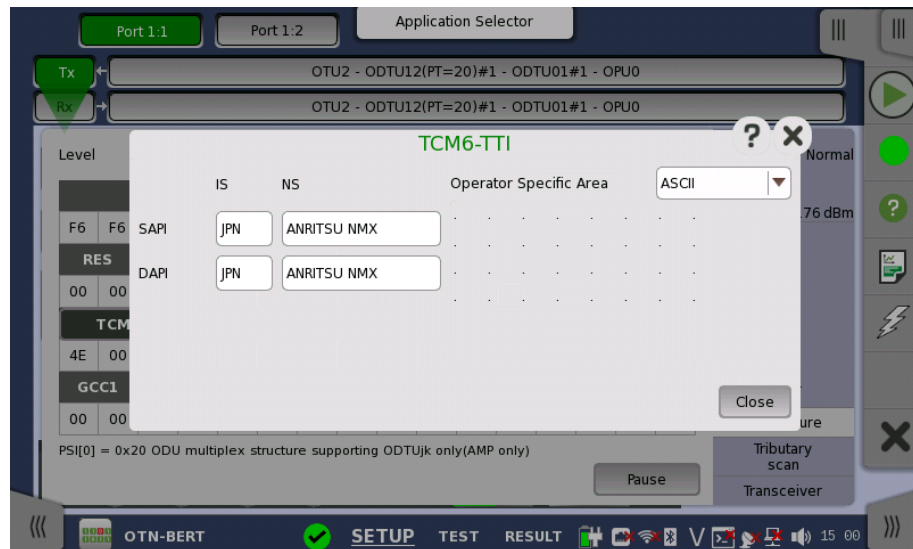 Application Selector
Port 1:1
Port 1:2
Tx
OTU2 - ODTU12(PT=20)#1 - ODTU01#1 - OPU0
Rx
OTU2 - ODTU12(PT=20)#1 - ODTU01#1 - OPU0
TCM6-TTI
?
Level
Normal
IS
NS
Operator Specific Area
ASCII
.76 dBm
F6 F6
SAPI
JPN
ANRITSU NMX
RES
DAPI
JPN
ANRITSU NMX
00 00
TCM
4E 00
GCC1
Close
00 00
ure
PSI[0] = 0x20 ODU multiplex structure supporting ODTUjk only(AMP only)
Tributary
scan
Pause
Transceiver
OTN-BERT
SETUP
TEST
RESULT
15 00